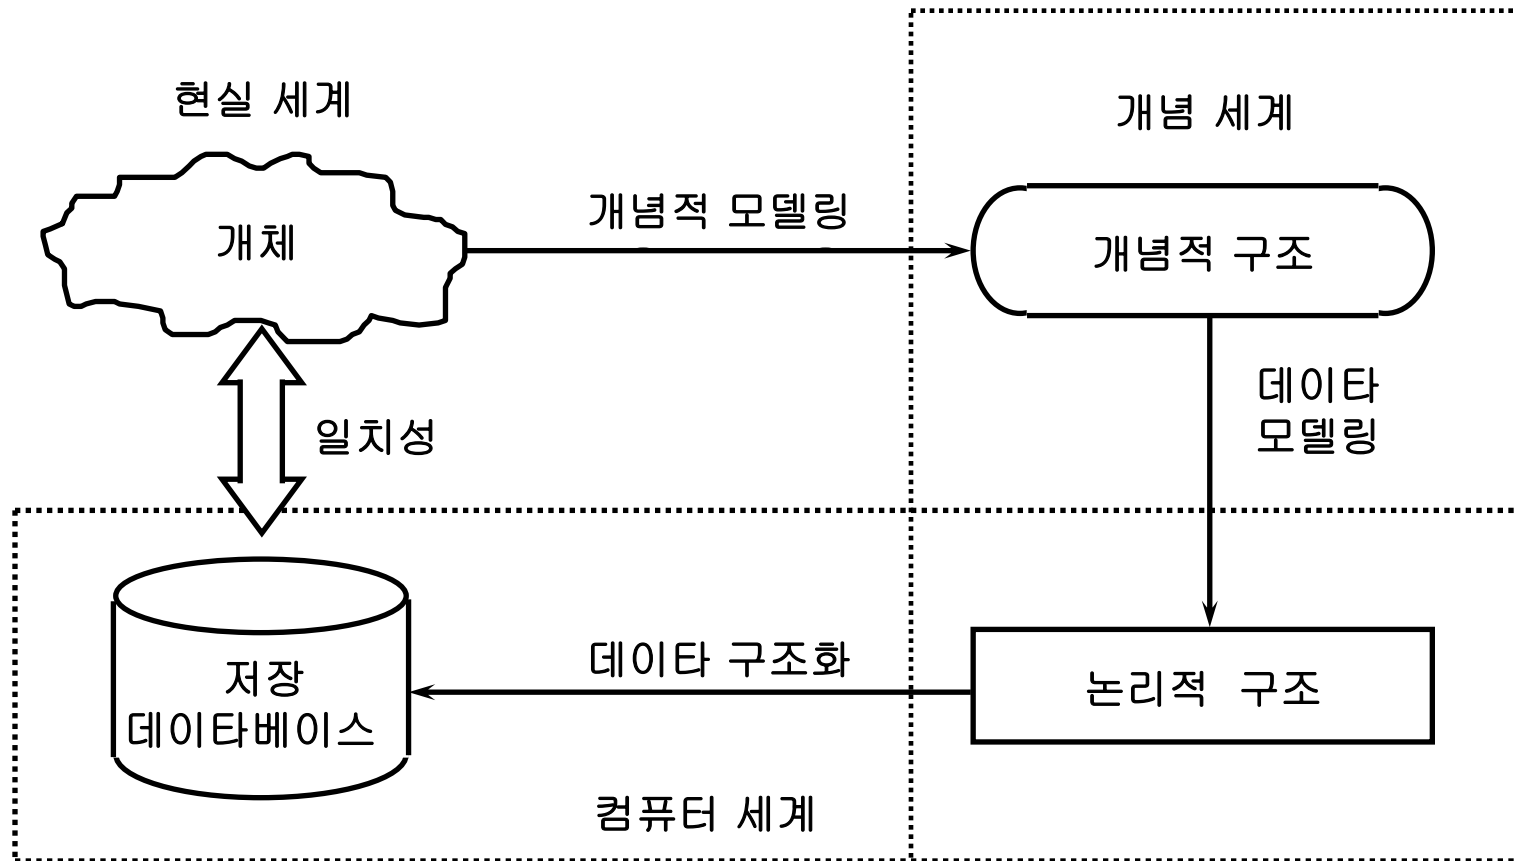 현실 세계
개념 세계
개체
개념적 모델링
개념적 구조
데이타
모델링
일치성
저장
데이타베이스
데이타 구조화
논리적 구조
컴퓨터 세계